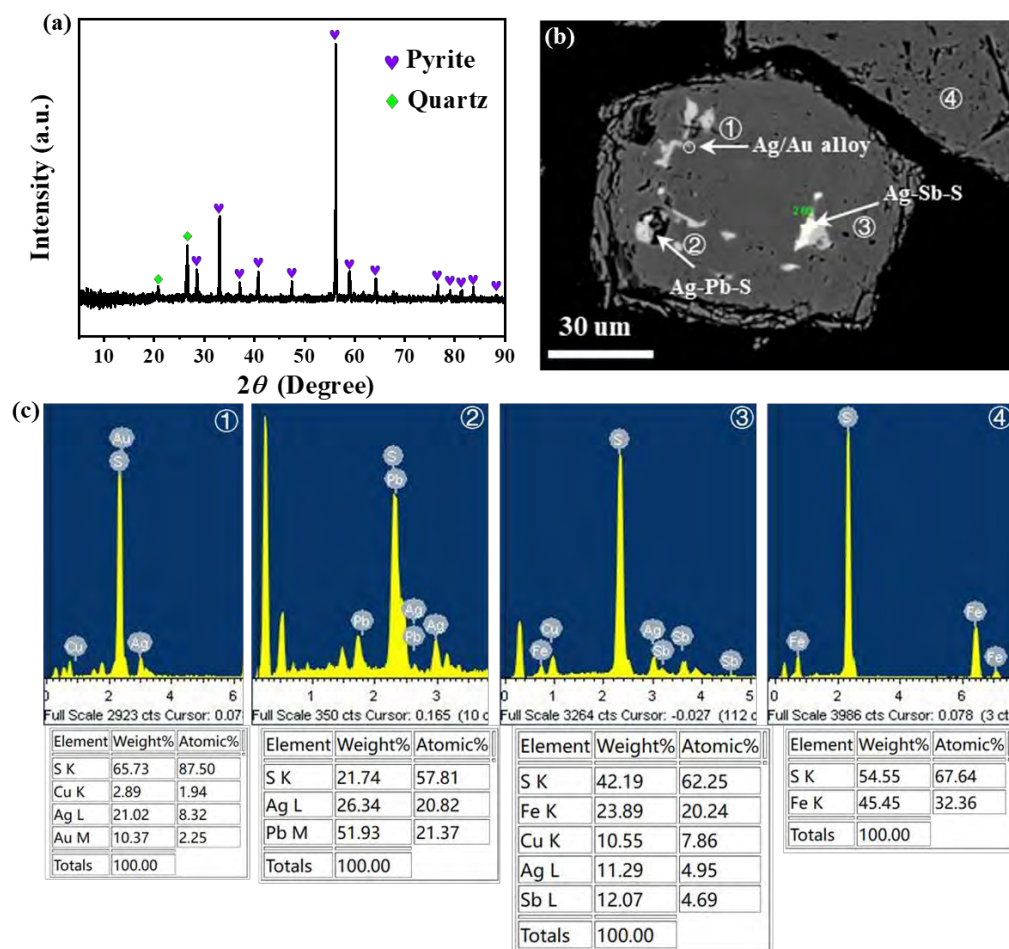 (a)
Intensity (a.u.)
♥ Pyrite
♦ Quartz
10 20 30 40 50 60 70 80 90
2θ (Degree)
(b)
①
Ag/Au alloy
④
Ag-Sb-S
③
②
Ag-Pb-S
30 um
(c)
①
Au
S
Cu
Ag
2 4 6
Full Scale 2923 cts Cursor: 0.078
Element Weight% Atomic%
S K 65.73 87.50
Cu K 2.89 1.94
Ag L 21.02 8.32
Au M 10.37 2.25
Totals 100.00
②
S
Pb
Pb
Ag
Pb
Ag
1 2 3
Full Scale 350 cts Cursor: 0.165 (10 c
Element Weight% Atomic%
S K 21.74 57.81
Ag L 26.34 20.82
Pb M 51.93 21.37
Totals 100.00
③
S
Cu
Fe
Ag
Sb
Sb
Sb
1 2 3 4 5
Full Scale 3264 cts Cursor: -0.027 (112 c
Element Weight% Atomic%
S K 42.19 62.25
Fe K 23.89 20.24
Cu K 10.55 7.86
Ag L 11.29 4.95
Sb L 12.07 4.69
Totals 100.00
④
S
Fe
Fe
Fe
2 4 6
Full Scale 3986 cts Cursor: 0.078 (3 ct
Element Weight% Atomic%
S K 54.55 67.64
Fe K 45.45 32.36
Totals 100.00